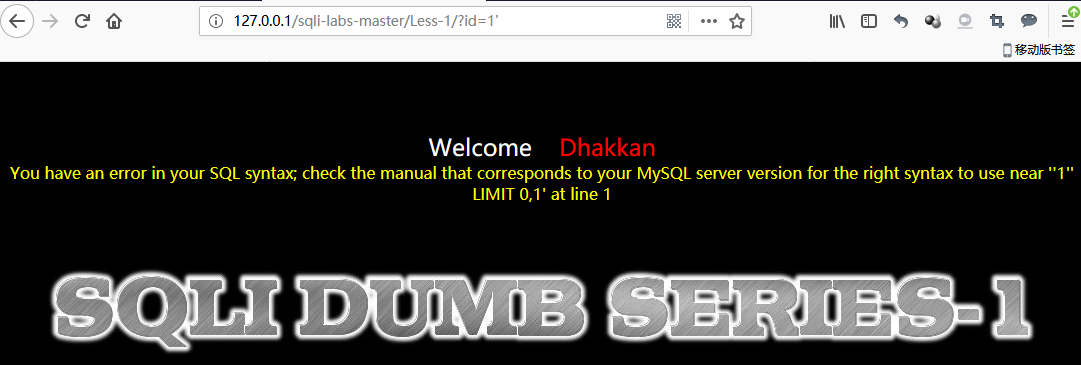 127.0.0.1/sqli-labs-master/Less-1/?id=1'
移动版书签
Welcome Dhakkan
You have an error in your SQL syntax; check the manual that corresponds to your MySQL server version for the right syntax to use near ''1''
LIMIT 0,1' at line 1
SQLI DUMB SERIES-1